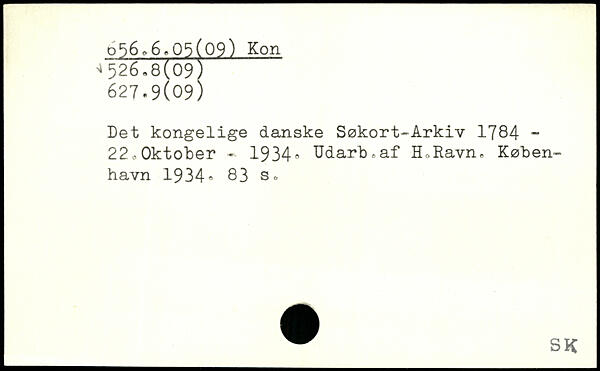 656.6.05(09) Kon
√526.8(09)
627.9(09)
Det kongelige danske Søkort-Arkiv 1784 -
22.Oktober - 1934. Udarb.af H.Ravn. Køben-
havn 1934. 83 s.
SK